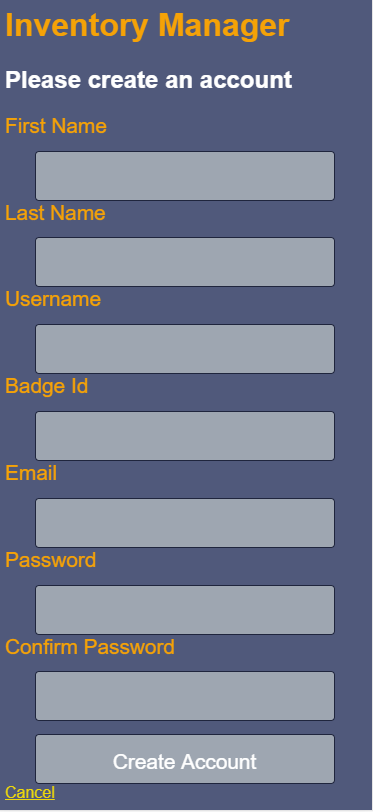 Inventory Manager
Please create an account
First Name
Last Name
Username
Badge Id
Email
Password
Confirm Password
Create Account
Cancel